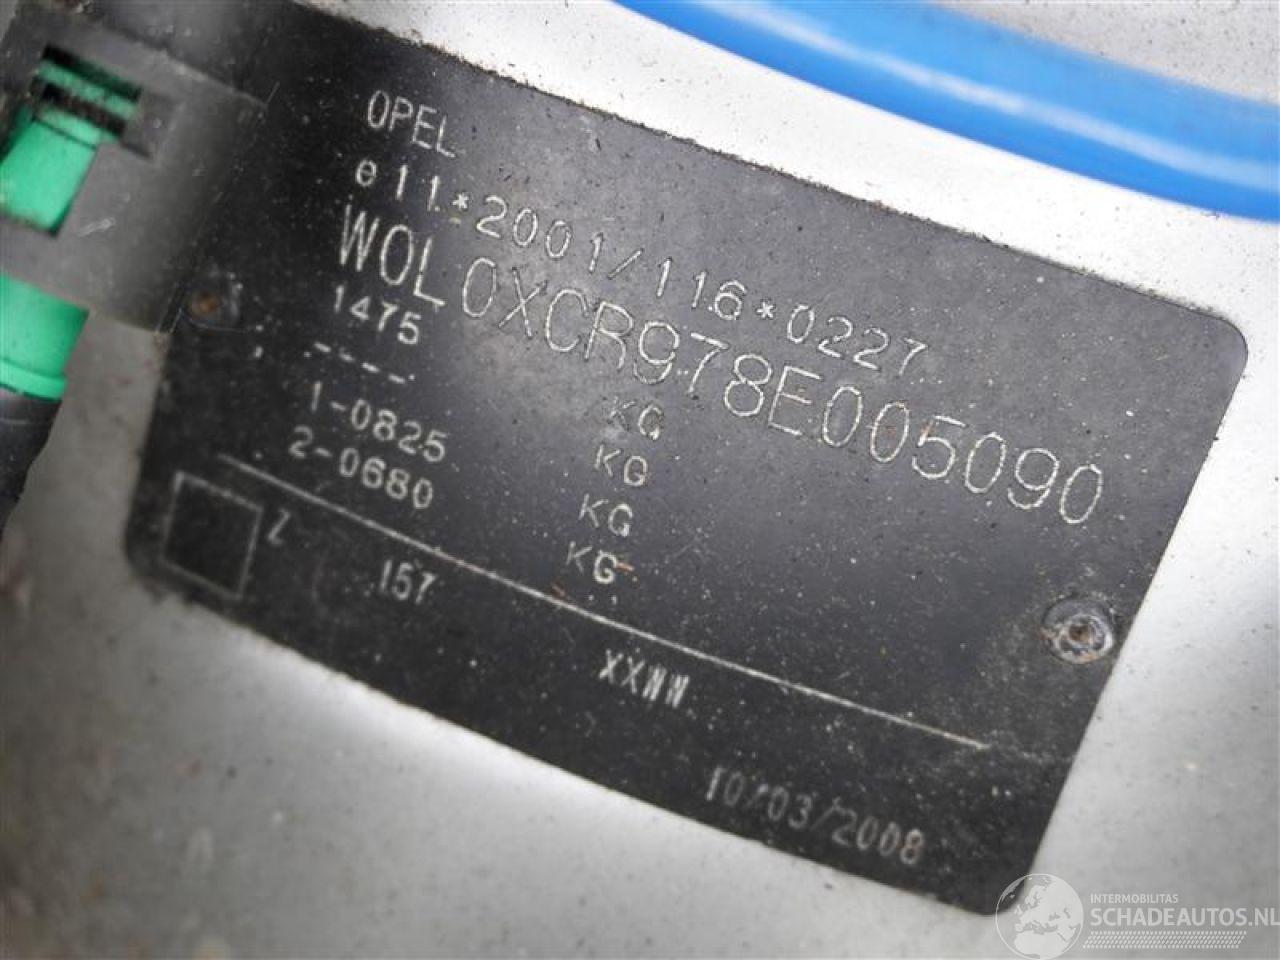 OPEL
e11*2001/116*0227
W0L0XCR978E005090
1475 KG
----- KG
1-0825 KG
2-0680 KG
Z 157 XXWW
10/03/2008
INTERMOBILITAS
SCHADEAUTOS.NL